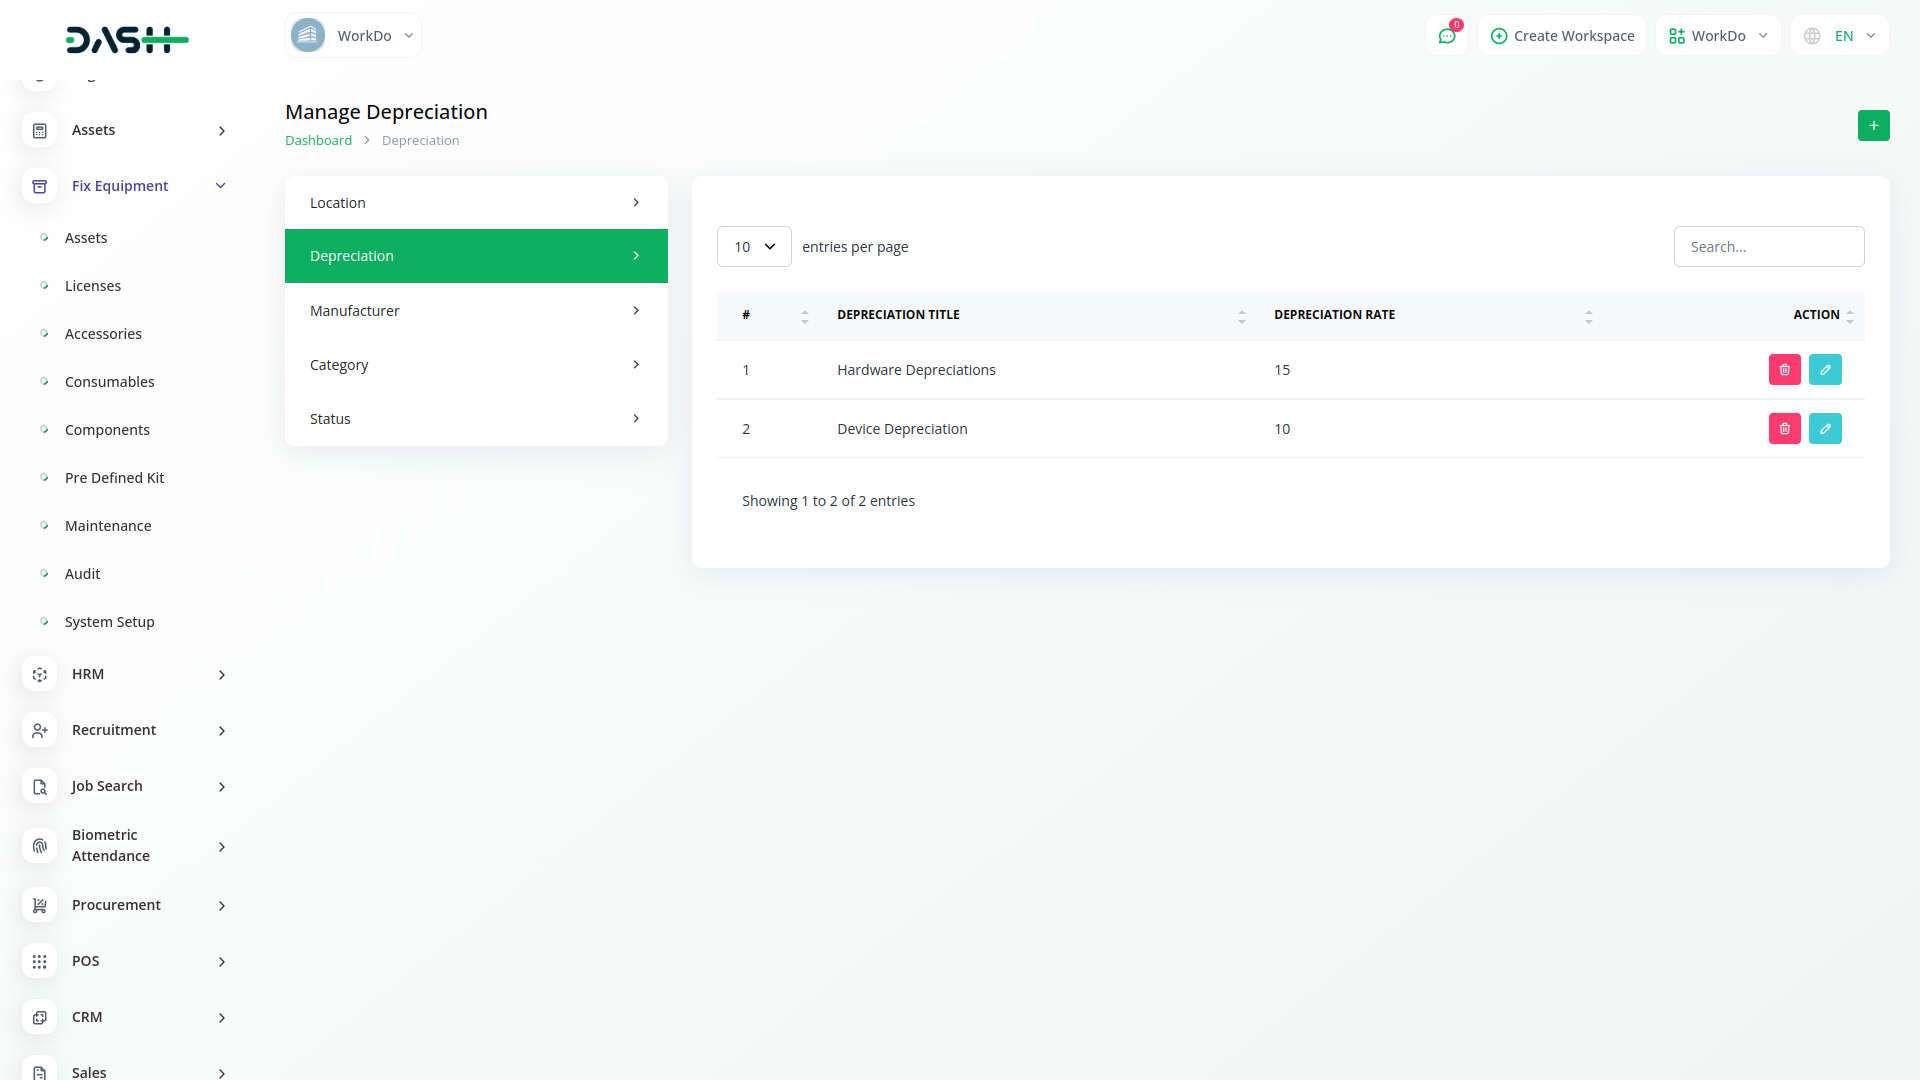 DASH
WorkDo
0
Create Workspace
WorkDo
EN
Assets
Fix Equipment
Assets
Licenses
Accessories
Consumables
Components
Pre Defined Kit
Maintenance
Audit
System Setup
HRM
Recruitment
Job Search
Biometric
Attendance
Procurement
POS
CRM
Sales
Manage Depreciation
Dashboard > Depreciation
+
Location
Depreciation
Manufacturer
Category
Status
10 entries per page
Search...
# DEPRECIATION TITLE DEPRECIATION RATE ACTION
1 Hardware Depreciations 15
2 Device Depreciation 10
Showing 1 to 2 of 2 entries